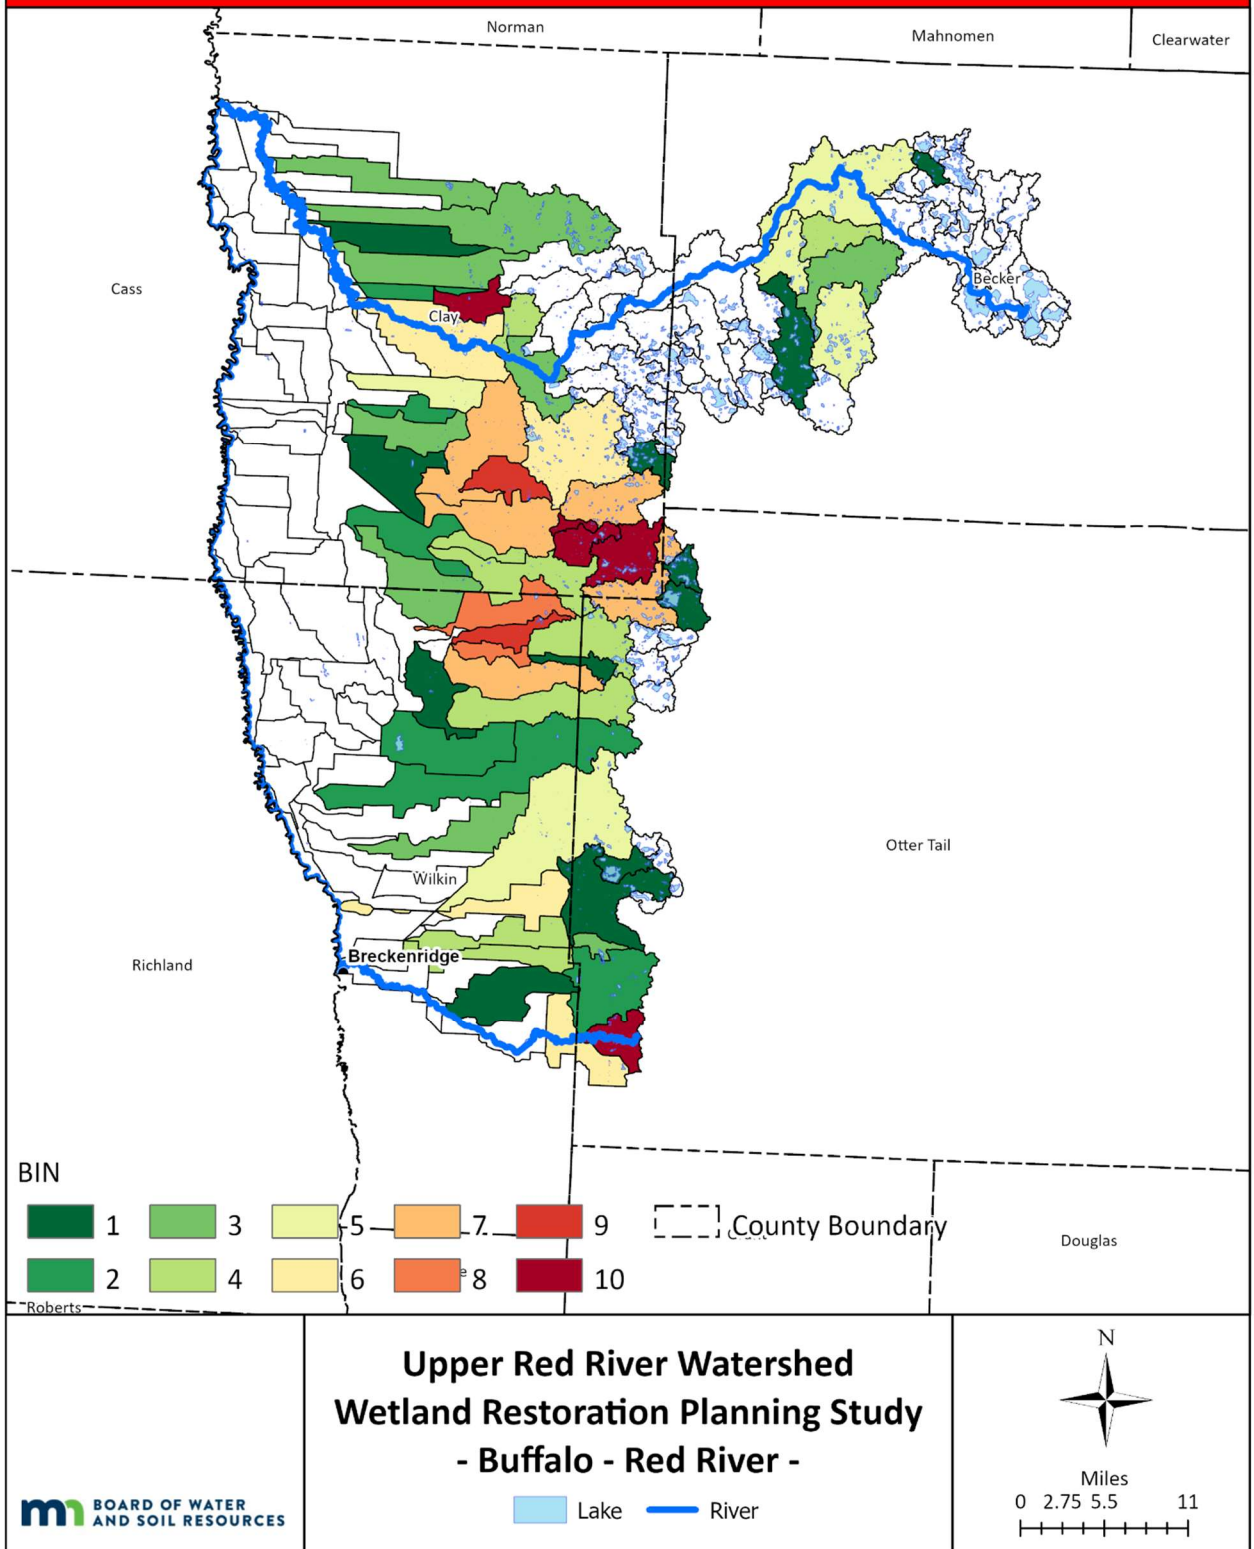 Norman
Mahnomen
Clearwater
Cass
Becker
Clay
Otter Tail
Wilkin
Breckenridge
Richland
BIN
1
3
5
7
9
County Boundary
2
4
6
8
10
Douglas
Roberts
Upper Red River Watershed
Wetland Restoration Planning Study
- Buffalo - Red River -
Lake
River
mn BOARD OF WATER
AND SOIL RESOURCES
N
Miles
0 2.75 5.5 11